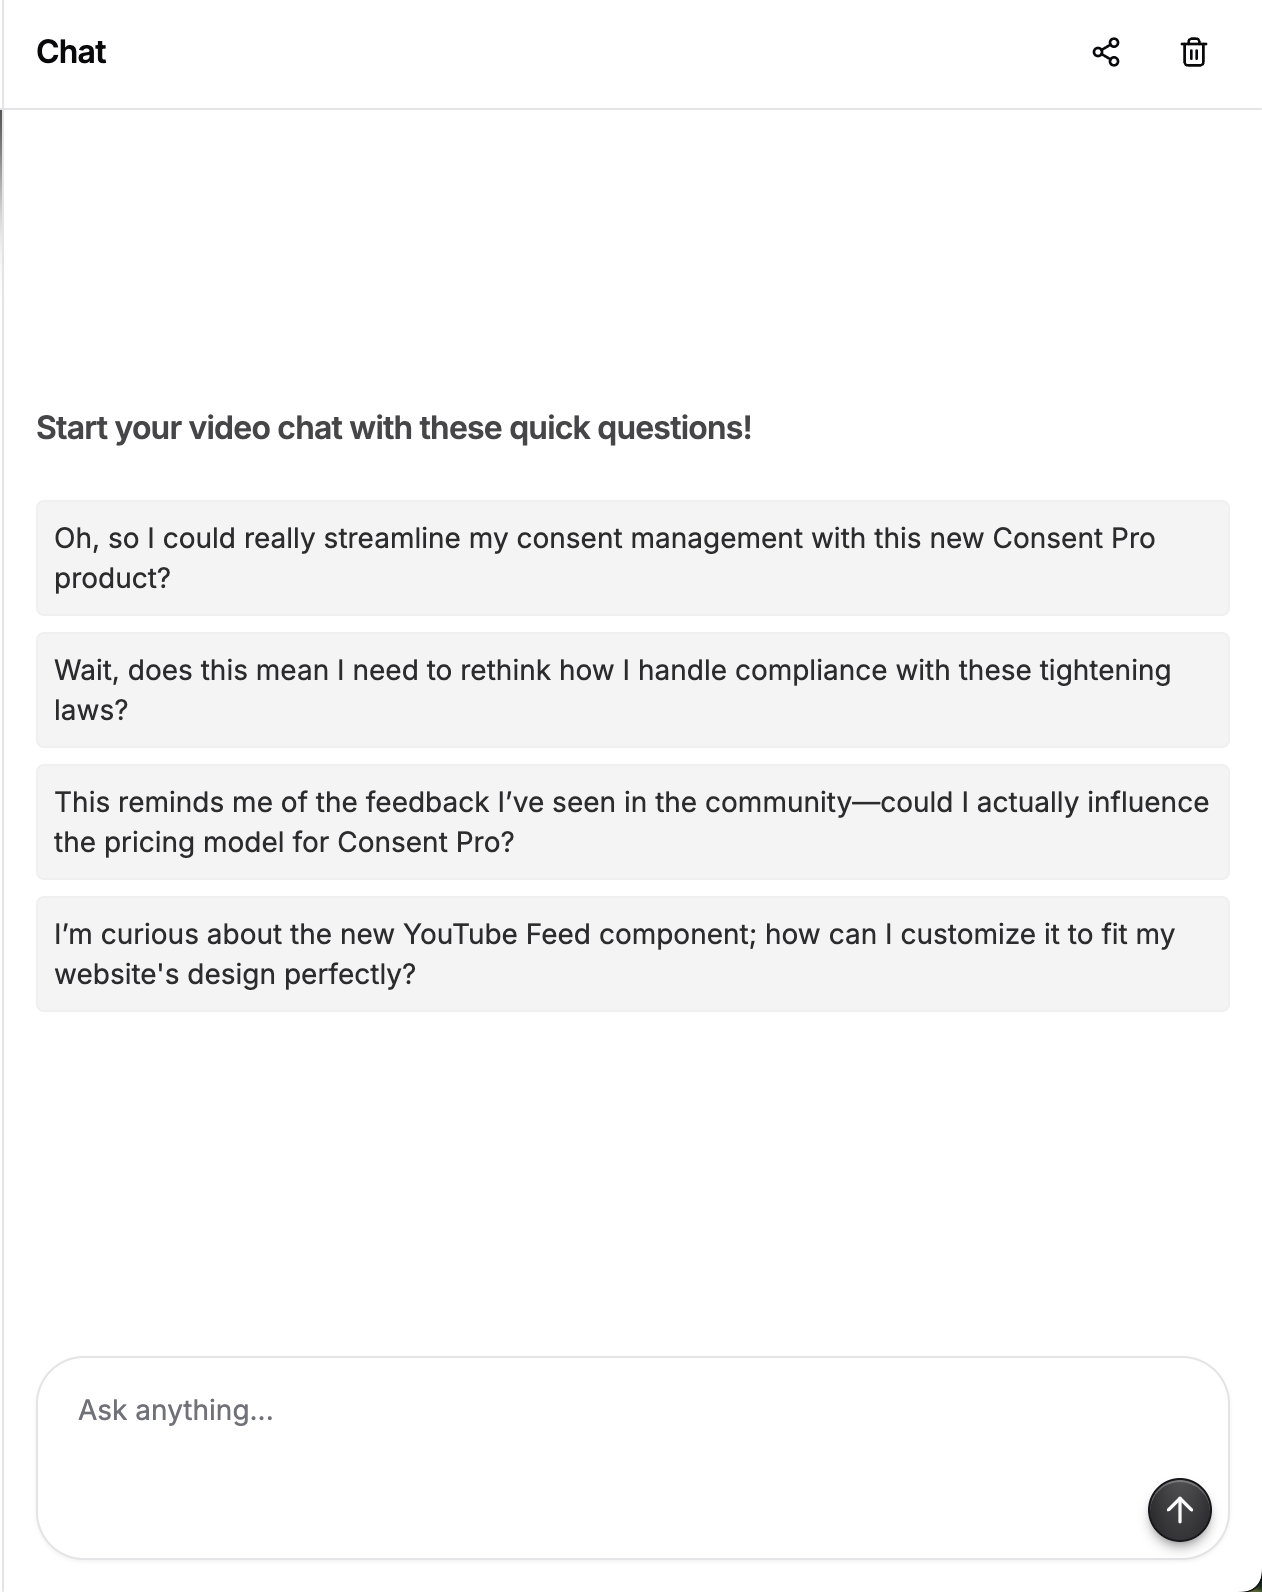 Chat
Start your video chat with these quick questions!
Oh, so I could really streamline my consent management with this new Consent Pro
product?
Wait, does this mean I need to rethink how I handle compliance with these tightening
laws?
This reminds me of the feedback I’ve seen in the community—could I actually influence
the pricing model for Consent Pro?
I’m curious about the new YouTube Feed component; how can I customize it to fit my
website's design perfectly?
Ask anything...